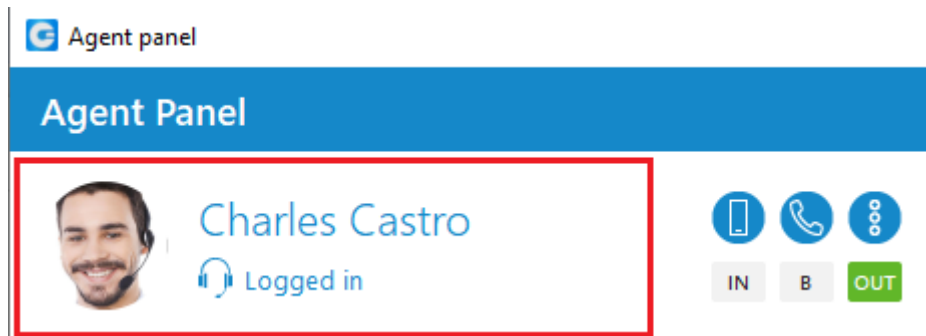 Agent panel
Agent Panel
Charles Castro
Logged in
IN B OUT